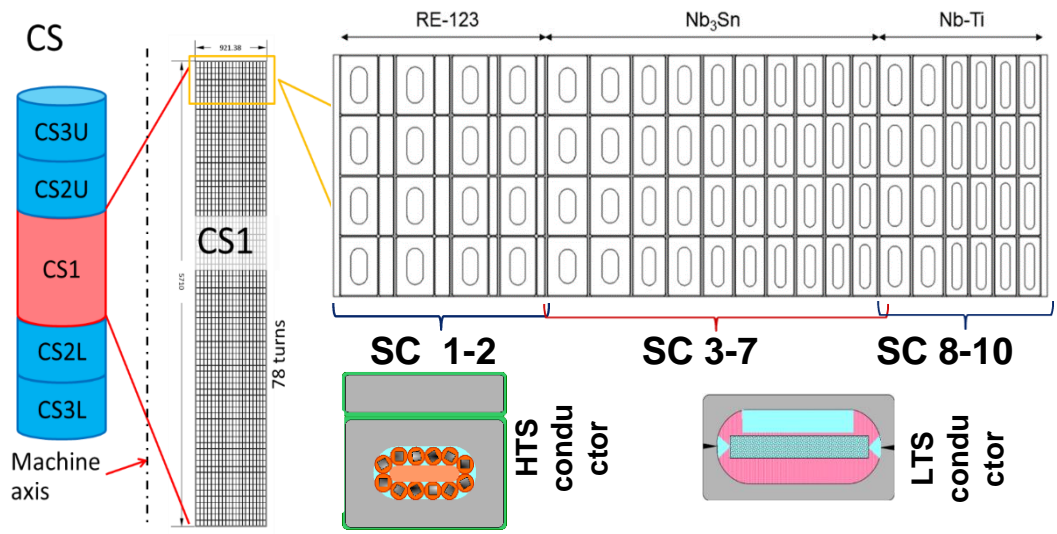 CS
CS3U
CS2U
CS1
CS2L
CS3L
Machine
axis
921.38
CS1
5710
78 turns
RE-123
Nb₃Sn
Nb-Ti
SC 1-2
SC 3-7
SC 8-10
HTS
condu
ctor
LTS
condu
ctor